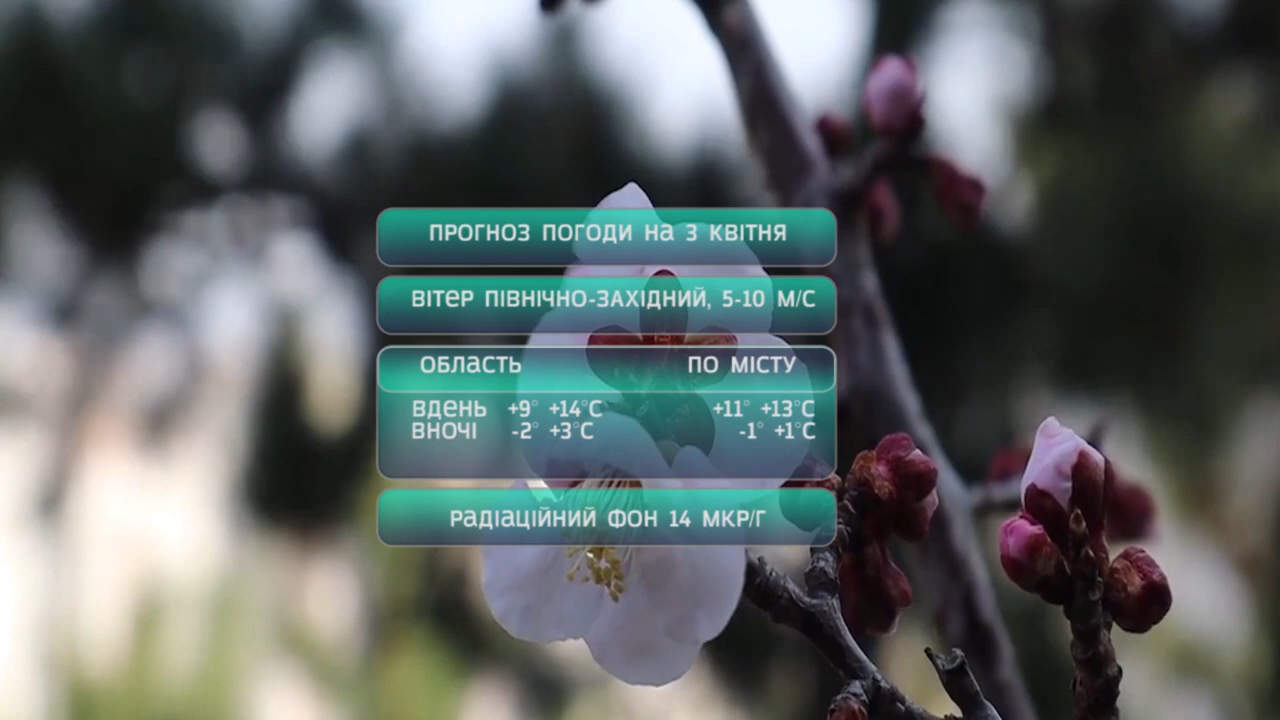 ПРОГНОЗ ПОГОДИ НА 3 КВІТНЯ
ВІТЕР ПІВНІЧНО-ЗАХІДНИЙ, 5-10 М/С
ОБЛАСТЬ ПО МІСТУ
ВДЕНЬ +9° +14°C +11° +13°C
ВНОЧІ -2° +3°C -1° +1°C
РАДІАЦІЙНИЙ ФОН 14 МКР/Г